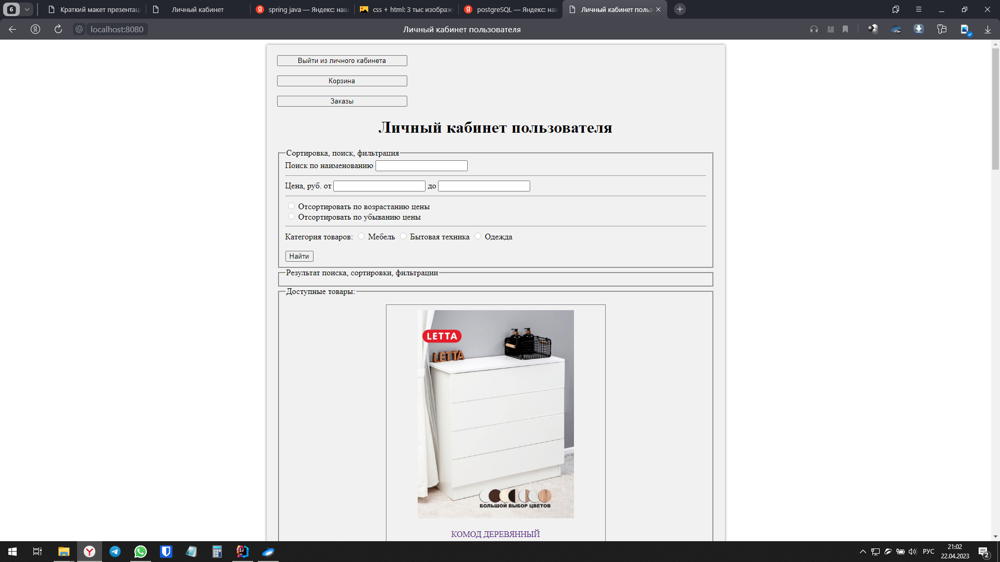 6
Краткий макет презентац
Личный кабинет
Я spring java — Яндекс: наш
css + html: 3 тыс изображ
Я postgreSQL — Яндекс: наш
Личный кабинет польз
Я
localhost:8080
Личный кабинет пользователя
Выйти из личного кабинета
Корзина
Заказы
Личный кабинет пользователя
Сортировка, поиск, фильтрация
Поиск по наименованию
Цена, руб. от до
Отсортировать по возрастанию цены
Отсортировать по убыванию цены
Категория товаров: Мебель Бытовая техника Одежда
Найти
Результат поиска, сортировки, фильтрации
Доступные товары:
LETTA
LETTA
БОЛЬШОЙ ВЫБОР ЦВЕТОВ
КОМОД ДЕРЕВЯННЫЙ
РУС
21:02
22.04.2023
2